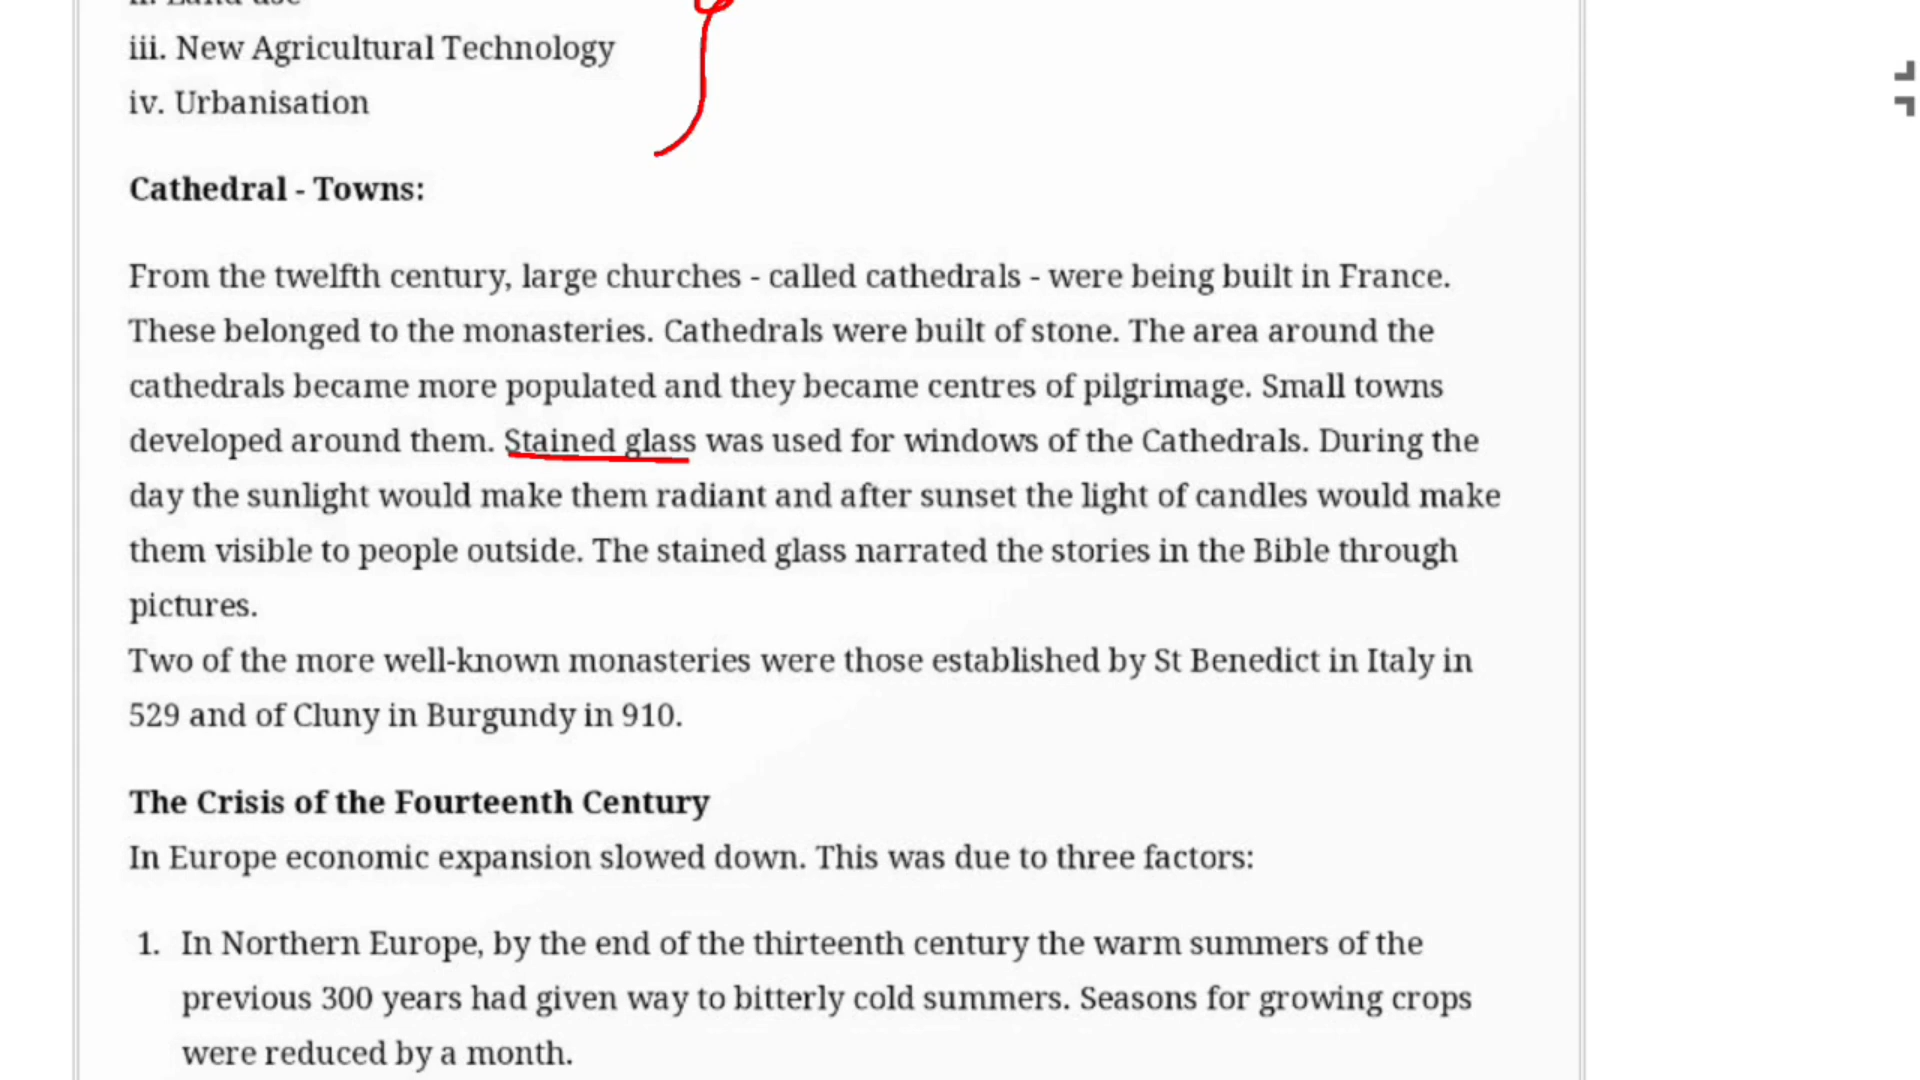 iii. New Agricultural Technology
iv. Urbanisation
Cathedral - Towns:
From the twelfth century, large churches - called cathedrals - were being built in France.
These belonged to the monasteries. Cathedrals were built of stone. The area around the
cathedrals became more populated and they became centres of pilgrimage. Small towns
developed around them. Stained glass was used for windows of the Cathedrals. During the
day the sunlight would make them radiant and after sunset the light of candles would make
them visible to people outside. The stained glass narrated the stories in the Bible through
pictures.
Two of the more well-known monasteries were those established by St Benedict in Italy in
529 and of Cluny in Burgundy in 910.
The Crisis of the Fourteenth Century
In Europe economic expansion slowed down. This was due to three factors:
1. In Northern Europe, by the end of the thirteenth century the warm summers of the
previous 300 years had given way to bitterly cold summers. Seasons for growing crops
were reduced by a month.